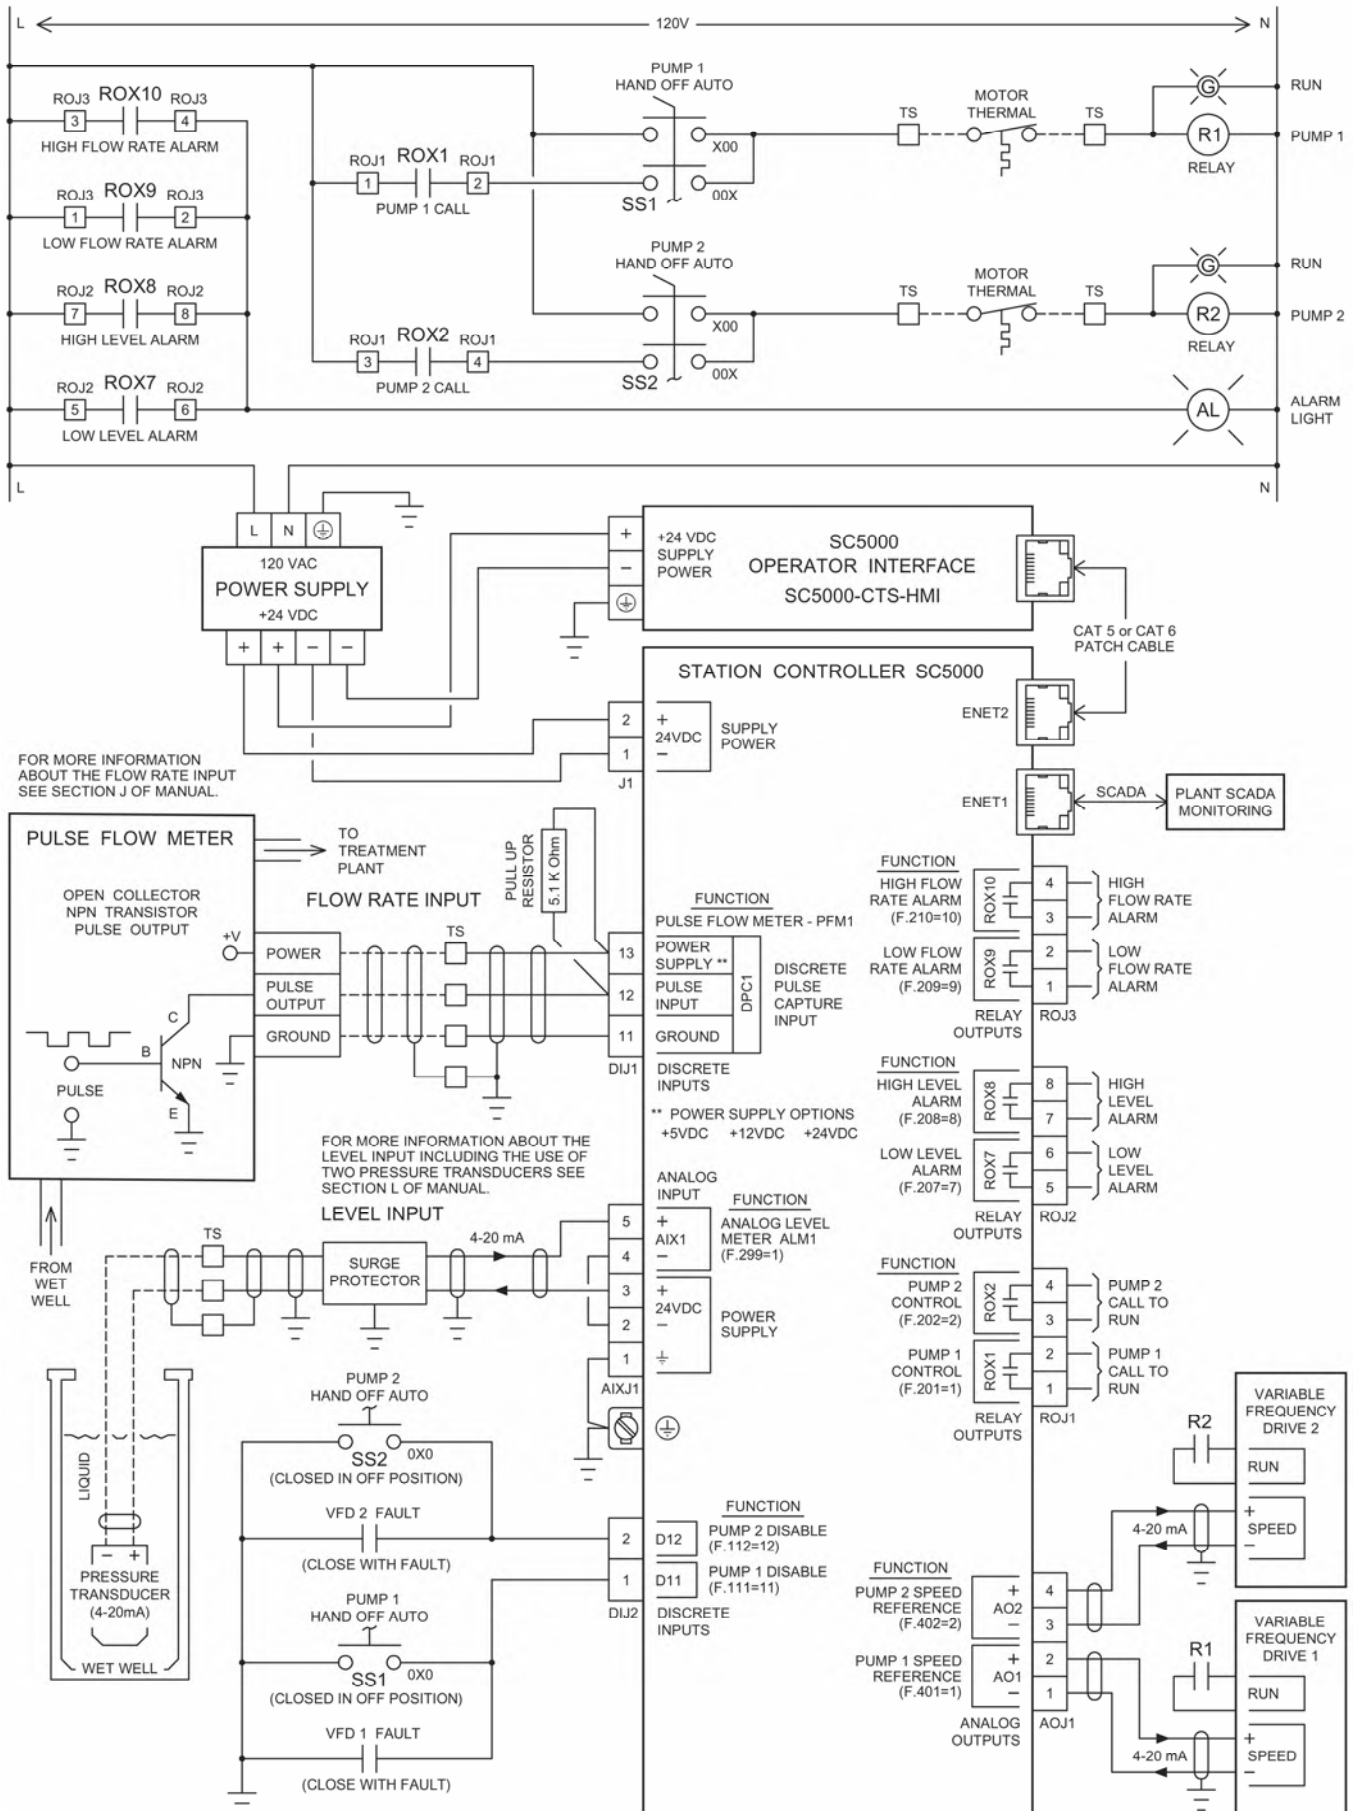 L
120V
N
PUMP 1
HAND OFF AUTO
ROJ3 ROX10 ROJ3
3 4
HIGH FLOW RATE ALARM
X00
TS
MOTOR
THERMAL
TS
G
RUN
R1
PUMP 1
RELAY
ROJ1 ROX1 ROJ1
1 2
PUMP 1 CALL
SS1
00X
ROJ3 ROX9 ROJ3
1 2
LOW FLOW RATE ALARM
PUMP 2
HAND OFF AUTO
ROJ2 ROX8 ROJ2
7 8
HIGH LEVEL ALARM
X00
TS
MOTOR
THERMAL
TS
G
RUN
R2
PUMP 2
RELAY
ROJ1 ROX2 ROJ1
3 4
PUMP 2 CALL
SS2
00X
ROJ2 ROX7 ROJ2
5 6
LOW LEVEL ALARM
AL
ALARM
LIGHT
L
N
L N
120 VAC
POWER SUPPLY
+24 VDC
+ + − −
+
−
+24 VDC
SUPPLY
POWER
SC5000
OPERATOR INTERFACE
SC5000-CTS-HMI
CAT 5 or CAT 6
PATCH CABLE
STATION CONTROLLER SC5000
ENET2
2
1
J1
+
24VDC
−
SUPPLY
POWER
ENET1
SCADA
PLANT SCADA
MONITORING
FOR MORE INFORMATION
ABOUT THE FLOW RATE INPUT
SEE SECTION J OF MANUAL.
PULSE FLOW METER
TO
TREATMENT
PLANT
OPEN COLLECTOR
NPN TRANSISTOR
PULSE OUTPUT
FLOW RATE INPUT
PULL UP
RESISTOR
5.1 K Ohm
+V
POWER
PULSE
OUTPUT
GROUND
TS
C
B
NPN
E
PULSE
13
12
11
DIJ1
FUNCTION
PULSE FLOW METER - PFM1
POWER
SUPPLY **
PULSE
INPUT
GROUND
DPC1
DISCRETE
PULSE
CAPTURE
INPUT
DISCRETE
INPUTS
** POWER SUPPLY OPTIONS
+5VDC +12VDC +24VDC
FUNCTION
HIGH FLOW
RATE ALARM
(F.210=10)
ROX10
4
3
HIGH
FLOW RATE
ALARM
LOW FLOW
RATE ALARM
(F.209=9)
ROX9
2
1
LOW
FLOW RATE
ALARM
RELAY
OUTPUTS
ROJ3
FUNCTION
HIGH LEVEL
ALARM
(F.208=8)
ROX8
8
7
HIGH
LEVEL
ALARM
LOW LEVEL
ALARM
(F.207=7)
ROX7
6
5
LOW
LEVEL
ALARM
RELAY
OUTPUTS
ROJ2
FOR MORE INFORMATION ABOUT THE
LEVEL INPUT INCLUDING THE USE OF
TWO PRESSURE TRANSDUCERS SEE
SECTION L OF MANUAL.
LEVEL INPUT
FROM
WET
WELL
TS
SURGE
PROTECTOR
4-20 mA
5
4
3
2
1
AIXJ1
ANALOG
INPUT
+
AIX1
−
FUNCTION
ANALOG LEVEL
METER ALM1
(F.299=1)
+
24VDC
−
POWER
SUPPLY
FUNCTION
PUMP 2
CONTROL
(F.202=2)
ROX2
4
3
PUMP 2
CALL TO
RUN
PUMP 1
CONTROL
(F.201=1)
ROX1
2
1
PUMP 1
CALL TO
RUN
RELAY
OUTPUTS
ROJ1
LIQUID
− +
PRESSURE
TRANSDUCER
(4-20mA)
WET WELL
PUMP 2
HAND OFF AUTO
SS2
0X0
(CLOSED IN OFF POSITION)
VFD 2 FAULT
(CLOSE WITH FAULT)
PUMP 1
HAND OFF AUTO
SS1
0X0
(CLOSED IN OFF POSITION)
VFD 1 FAULT
(CLOSE WITH FAULT)
2
1
DIJ2
D12
D11
FUNCTION
PUMP 2 DISABLE
(F.112=12)
PUMP 1 DISABLE
(F.111=11)
DISCRETE
INPUTS
FUNCTION
PUMP 2 SPEED
REFERENCE
(F.402=2)
+
AO2
−
4
3
PUMP 1 SPEED
REFERENCE
(F.401=1)
+
AO1
−
2
1
ANALOG
OUTPUTS
AOJ1
VARIABLE
FREQUENCY
DRIVE 2
R2
RUN
4-20 mA
+
SPEED
−
VARIABLE
FREQUENCY
DRIVE 1
R1
RUN
4-20 mA
+
SPEED
−